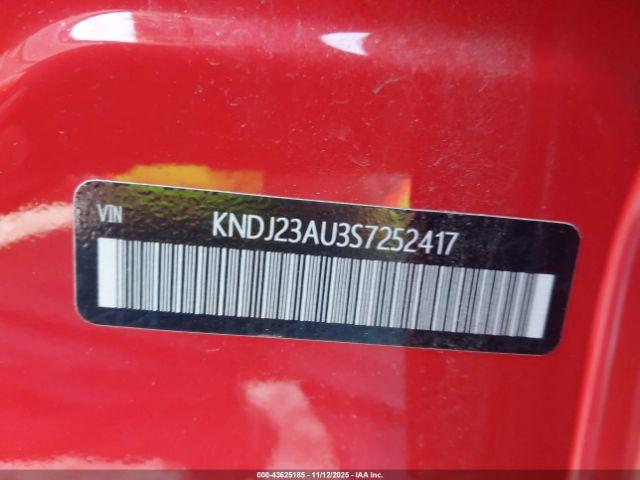 VIN
KNDJ23AU3S7252417
000-43625185 - 11/12/2025 - IAA Inc.